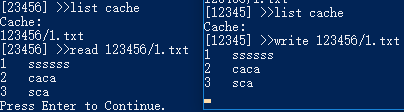 [23456] >>list cache
Cache:
123456/1.txt
[23456] >>read 123456/1.txt
1 ssssss
2 caca
3 sca
Press Enter to Continue.
[12345] >>list cache
Cache:
[12345] >>write 123456/1.txt
1 ssssss
2 caca
3 sca